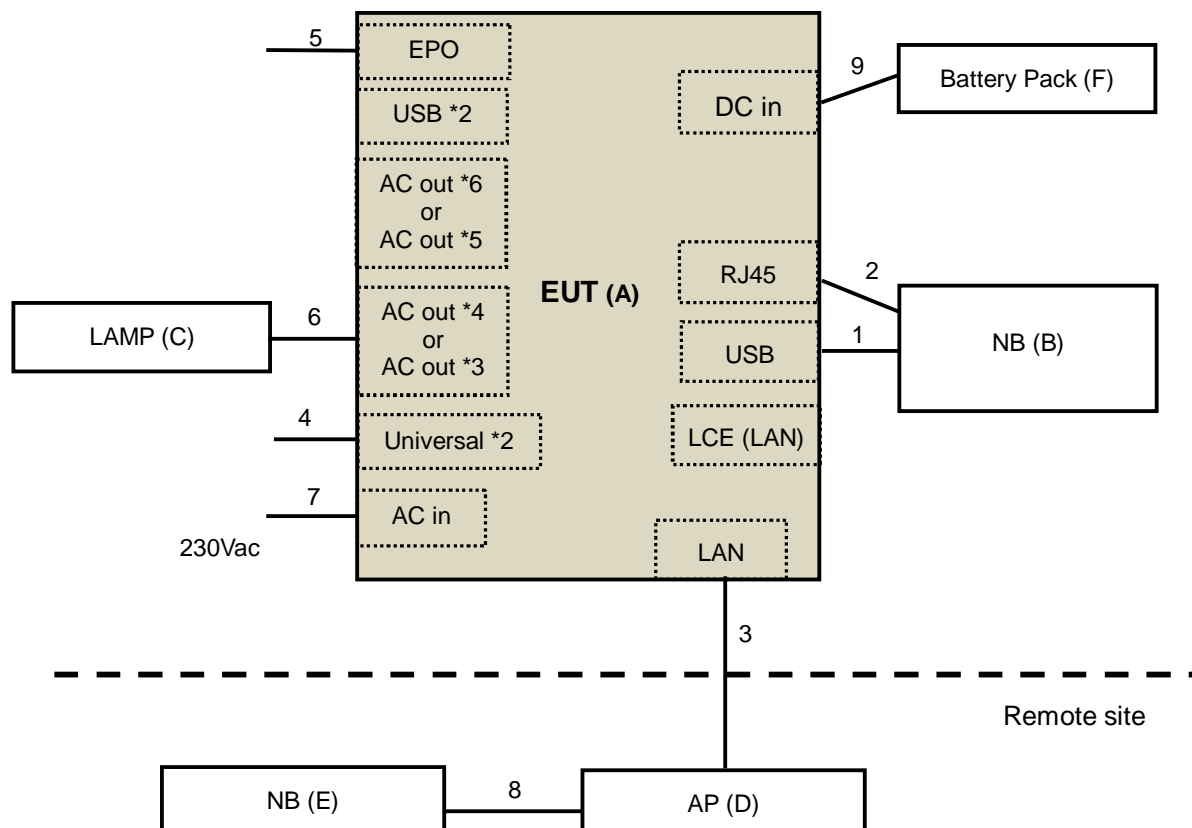 5
EPO
9
Battery Pack (F)
USB *2
DC in
AC out *6
or
AC out *5
RJ45
2
EUT (A)
LAMP (C)
6
AC out *4
or
AC out *3
USB
1
NB (B)
4
Universal *2
LCE (LAN)
7
AC in
230Vac
LAN
3
Remote site
NB (E)
8
AP (D)